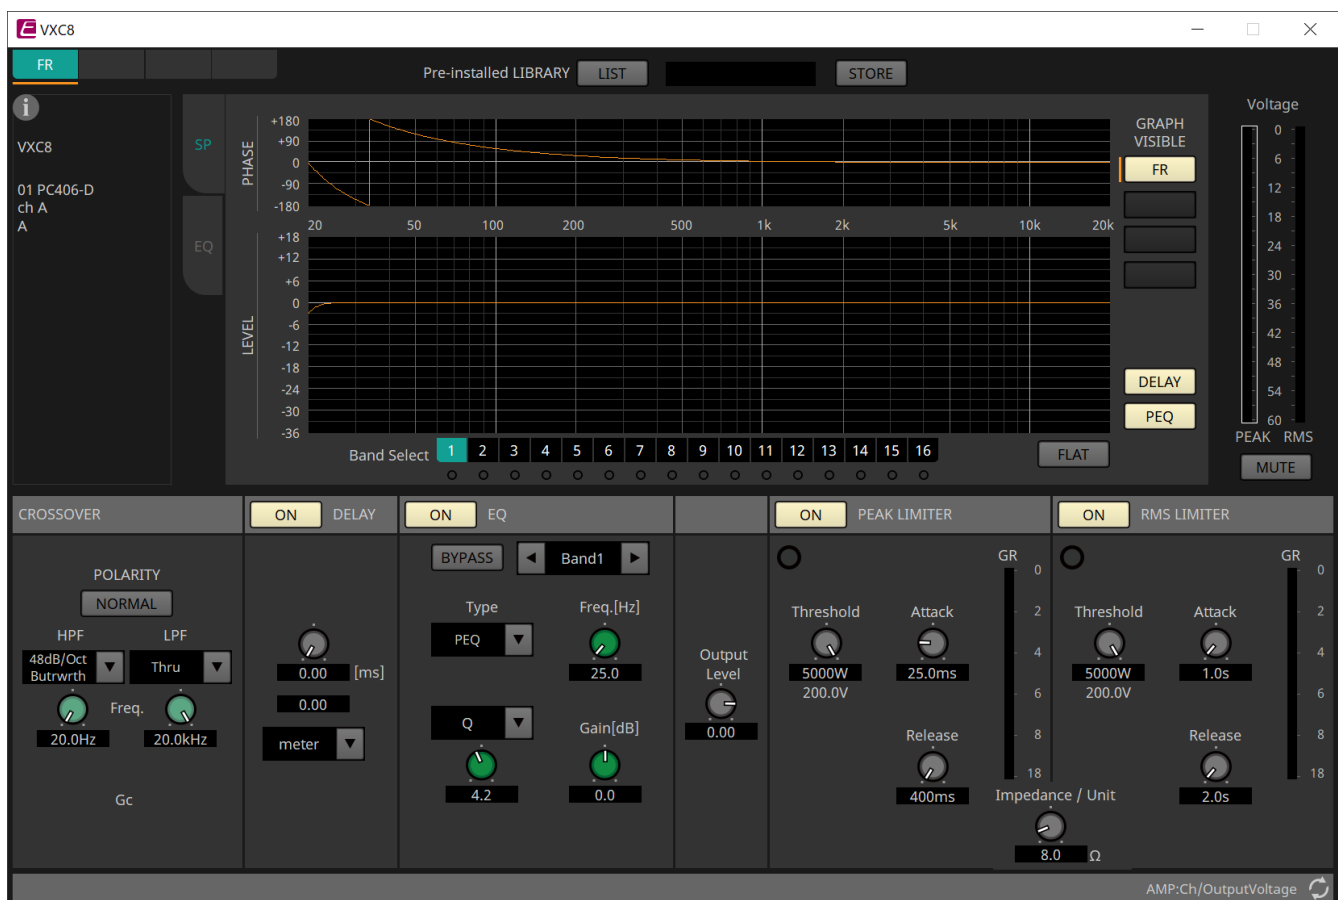 VXC8
FR
Pre-installed LIBRARY LIST STORE
i
VXC8
01 PC406-D
ch A
A
SP
EQ
PHASE
+180
+90
0
-90
-180
20 50 100 200 500 1k 2k 5k 10k 20k
LEVEL
+18
+12
+6
0
-6
-12
-18
-24
-30
-36
Band Select 1 2 3 4 5 6 7 8 9 10 11 12 13 14 15 16
FLAT
GRAPH
VISIBLE
FR
DELAY
PEQ
Voltage
0
6
12
18
24
30
36
42
48
54
60
PEAK RMS
MUTE
CROSSOVER
POLARITY
NORMAL
HPF LPF
48dB/Oct
Butrwrth
Thru
Freq.
20.0Hz 20.0kHz
Gc
ON DELAY
0.00 [ms]
0.00
meter
ON EQ
BYPASS Band1
Type Freq.[Hz]
PEQ
25.0
Q Gain[dB]
4.2 0.0
Output
Level
0.00
ON PEAK LIMITER
GR
0
2
4
6
8
18
Threshold Attack
5000W 25.0ms
200.0V
Release
400ms
ON RMS LIMITER
GR
0
2
4
6
8
18
Threshold Attack
5000W 1.0s
200.0V
Release
2.0s
Impedance / Unit
8.0 Ω
AMP:Ch/OutputVoltage